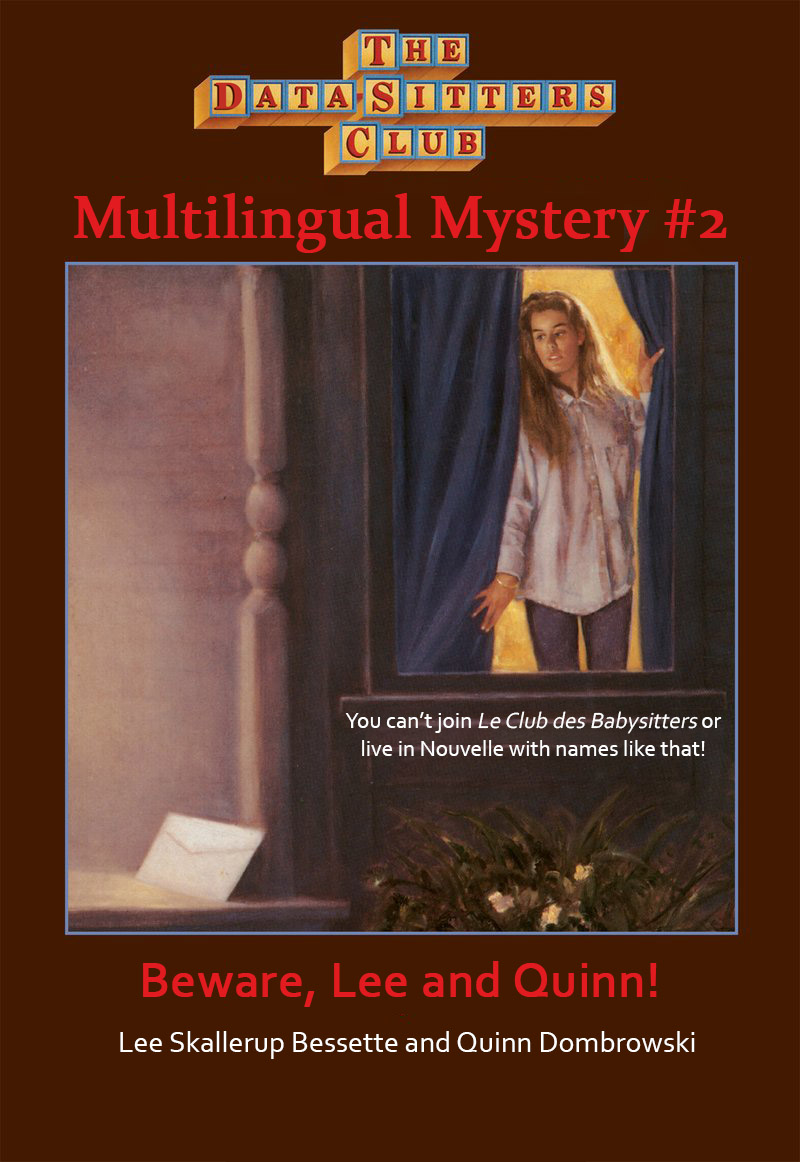 THE
DATA SITTERS
CLUB
Multilingual Mystery #2
You can't join Le Club des Babysitters or
live in Nouvelle with names like that!
Beware, Lee and Quinn!
Lee Skallerup Bessette and Quinn Dombrowski